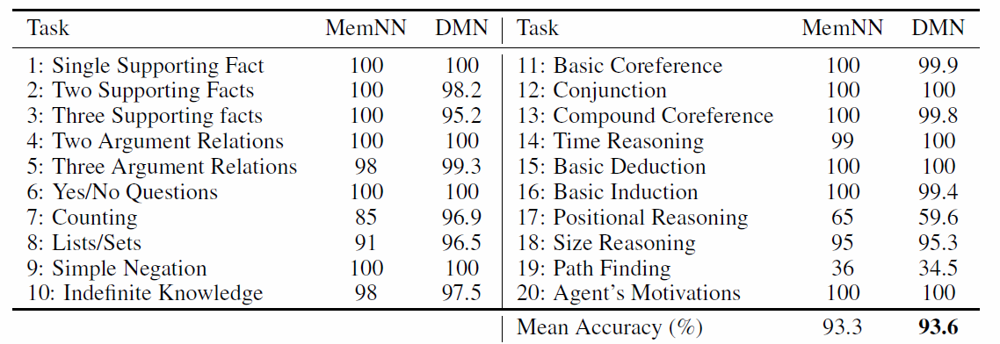 Task MemNN DMN Task MemNN DMN
1: Single Supporting Fact 100 100 11: Basic Coreference 100 99.9
2: Two Supporting Facts 100 98.2 12: Conjunction 100 100
3: Three Supporting facts 100 95.2 13: Compound Coreference 100 99.8
4: Two Argument Relations 100 100 14: Time Reasoning 99 100
5: Three Argument Relations 98 99.3 15: Basic Deduction 100 100
6: Yes/No Questions 100 100 16: Basic Induction 100 99.4
7: Counting 85 96.9 17: Positional Reasoning 65 59.6
8: Lists/Sets 91 96.5 18: Size Reasoning 95 95.3
9: Simple Negation 100 100 19: Path Finding 36 34.5
10: Indefinite Knowledge 98 97.5 20: Agent's Motivations 100 100
Mean Accuracy (%) 93.3 93.6